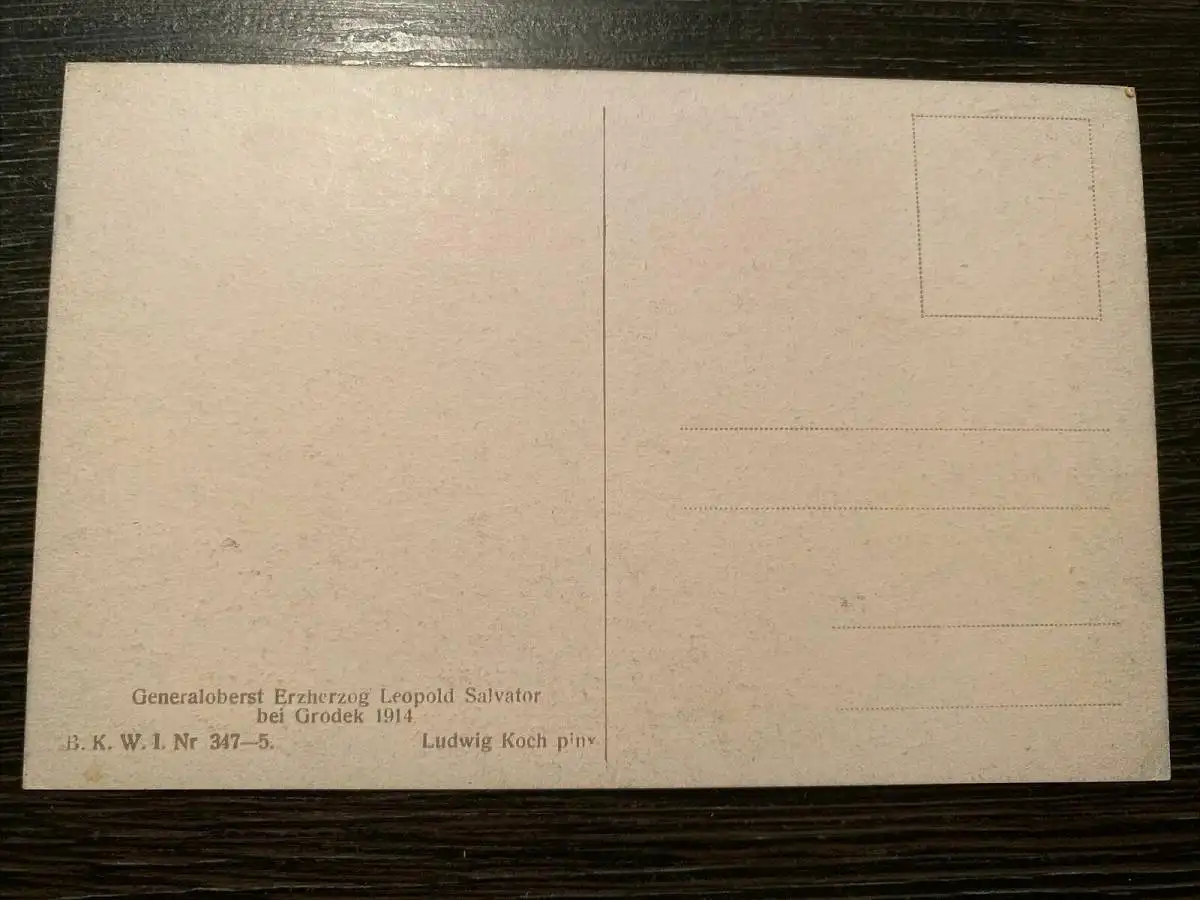 Generaloberst Erzherzog Leopold Salvator
bei Grodek 1914
B. K. W. I. Nr 347—5.
Ludwig Koch pinx